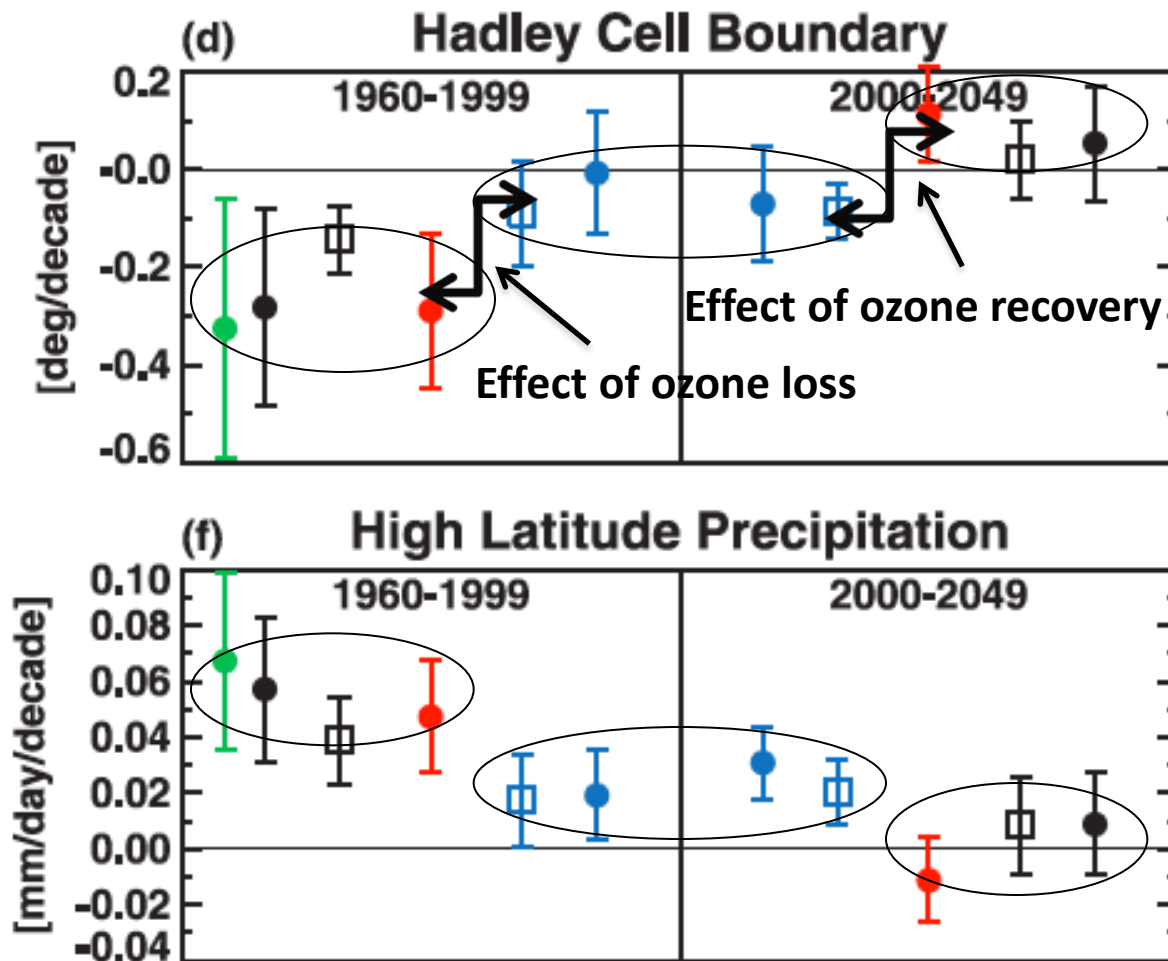 (d) Hadley Cell Boundary
1960-1999 2000-2049
0.2
-0.0
-0.2
-0.4
-0.6
[deg/decade]
Effect of ozone recovery
Effect of ozone loss
(f) High Latitude Precipitation
1960-1999 2000-2049
0.10
0.08
0.06
0.04
0.02
0.00
-0.02
-0.04
[mm/day/decade]